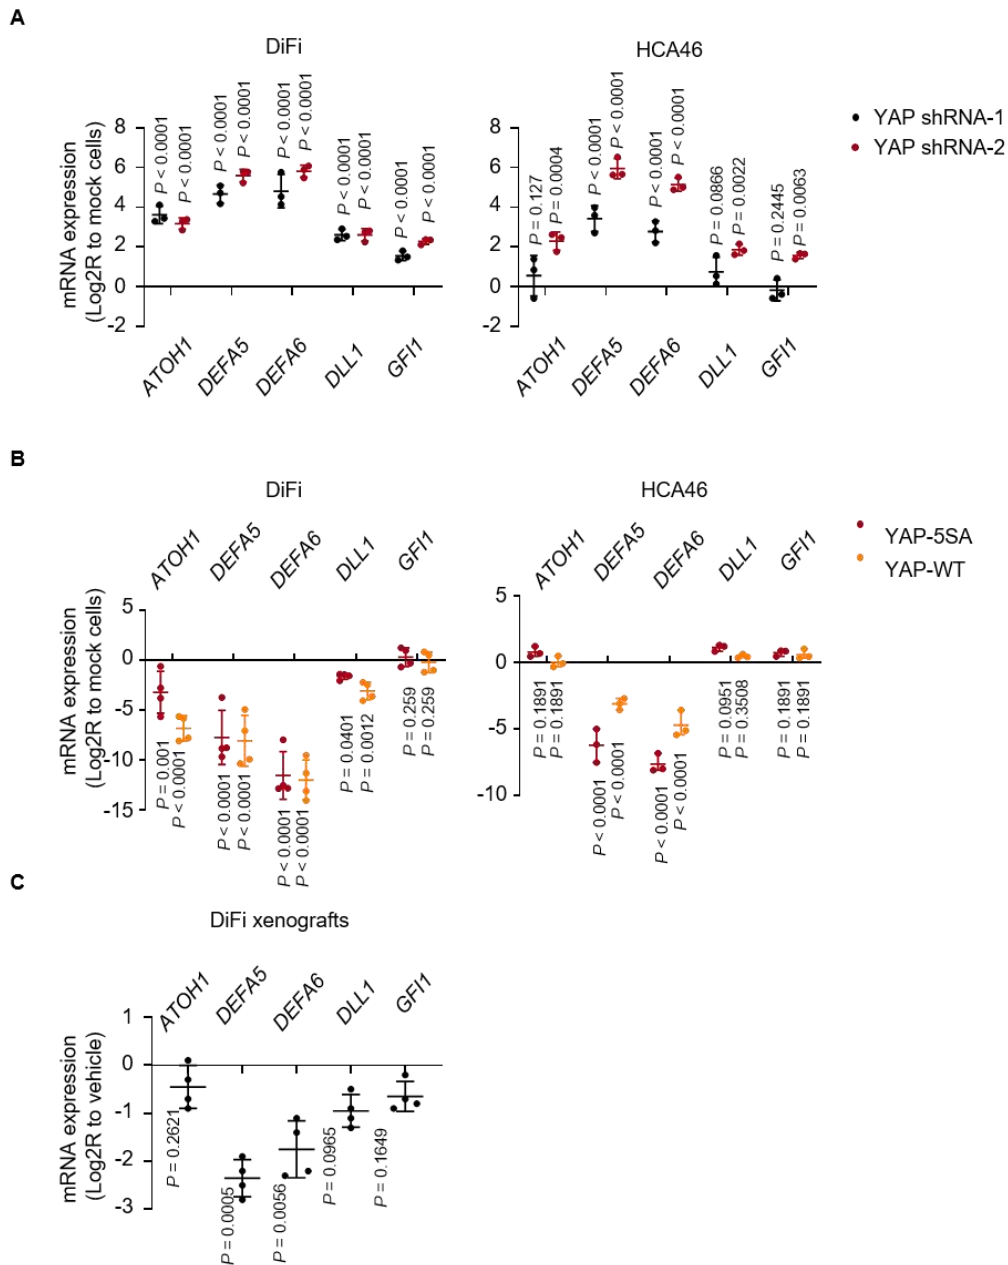 A
DiFi
HCA46
YAP shRNA-1
YAP shRNA-2
mRNA expression
(Log2R to mock cells)
8
6
4
2
0
-2
P < 0.0001
P < 0.0001
P < 0.0001
P < 0.0001
P < 0.0001
P < 0.0001
P < 0.0001
P < 0.0001
P < 0.0001
P < 0.0001
ATOH1
DEFA5
DEFA6
DLL1
GFI1
8
6
4
2
0
-2
P = 0.127
P = 0.0004
P < 0.0001
P < 0.0001
P < 0.0001
P < 0.0001
P = 0.0866
P = 0.0022
P = 0.2445
P = 0.0063
ATOH1
DEFA5
DEFA6
DLL1
GFI1
B
DiFi
HCA46
YAP-5SA
YAP-WT
ATOH1
DEFA5
DEFA6
DLL1
GFI1
mRNA expression
(Log2R to mock cells)
5
0
-5
-10
-15
P = 0.001
P < 0.0001
P < 0.0001
P < 0.0001
P < 0.0001
P < 0.0001
P = 0.0401
P = 0.0012
P = 0.259
P = 0.259
ATOH1
DEFA5
DEFA6
DLL1
GFI1
5
0
-5
-10
P = 0.1891
P = 0.1891
P < 0.0001
P < 0.0001
P < 0.0001
P < 0.0001
P = 0.0951
P = 0.3508
P = 0.1891
P = 0.1891
C
DiFi xenografts
ATOH1
DEFA5
DEFA6
DLL1
GFI1
mRNA expression
(Log2R to vehicle)
1
0
-1
-2
-3
P = 0.2621
P = 0.0005
P = 0.0056
P = 0.0965
P = 0.1649